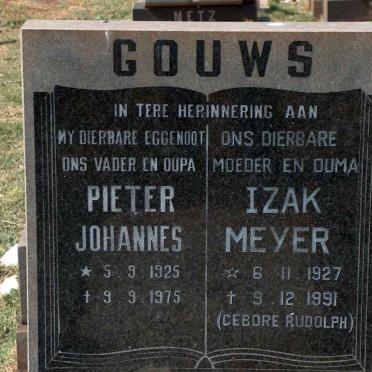 METZ
GOUWS
IN TERE HERINNERING AAN
MY DIERBARE EGGENOOT
ONS VADER EN OUPA
PIETER
JOHANNES
★ 5 9 1925
† 9 9 1975
ONS DIERBARE
MOEDER EN OUMA
IZAK
MEYER
☆ 6 11 1927
† 9 12 1991
(GEBORE RUDOLPH)